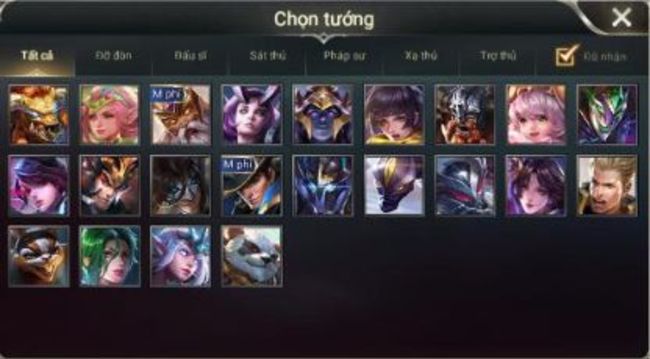 Chọn tướng
Tất cả Đỡ đòn Đấu sĩ Sát thủ Pháp sư Xạ thủ Trợ thủ Đã nhận
M phí
M phí